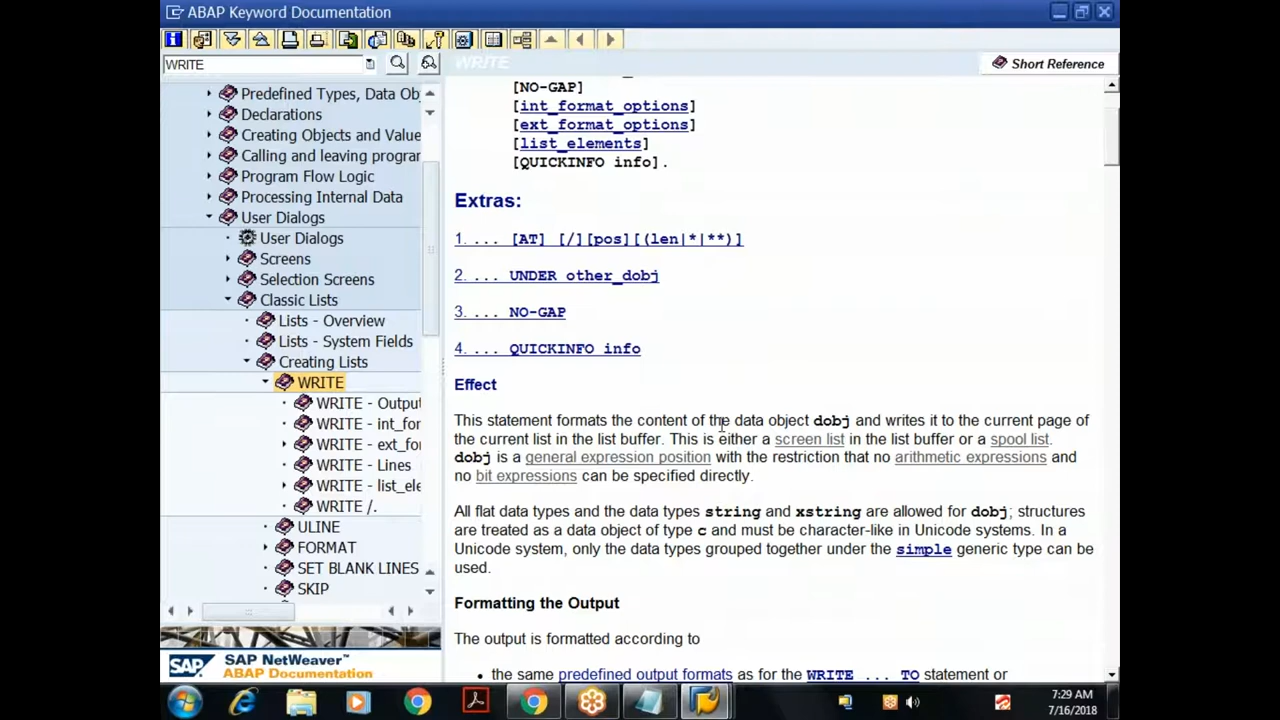 ABAP Keyword Documentation
WRITE
WRITE
Short Reference
Predefined Types, Data Obj
Declarations
Creating Objects and Value
Calling and leaving progran
Program Flow Logic
Processing Internal Data
User Dialogs
User Dialogs
Screens
Selection Screens
Classic Lists
Lists - Overview
Lists - System Fields
Creating Lists
WRITE
WRITE - Output
WRITE - int_for
WRITE - ext_fo
WRITE - Lines
WRITE - list_ele
WRITE /.
ULINE
FORMAT
SET BLANK LINES
SKIP
SAP NetWeaver™
ABAP Documentation
SAP
[NO-GAP]
[int_format_options]
[ext_format_options]
[list_elements]
[QUICKINFO info].
Extras:
1. ... [AT] [/][pos][(len|*|**)]
2. ... UNDER other_dobj
3. ... NO-GAP
4. ... QUICKINFO info
Effect
This statement formats the content of the data object dobj and writes it to the current page of
the current list in the list buffer. This is either a screen list in the list buffer or a spool list.
dobj is a general expression position with the restriction that no arithmetic expressions and
no bit expressions can be specified directly.
All flat data types and the data types string and xstring are allowed for dobj; structures
are treated as a data object of type c and must be character-like in Unicode systems. In a
Unicode system, only the data types grouped together under the simple generic type can be
used.
Formatting the Output
The output is formatted according to
• the same predefined output formats as for the WRITE ... TO statement or
7:29 AM
7/16/2018